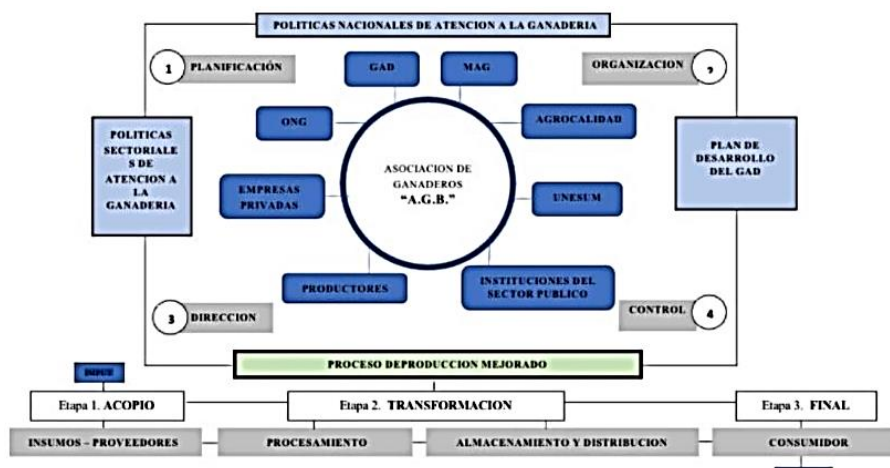 POLITICAS NACIONALES DE ATENCION A LA GANADERIA
1 PLANIFICACIÓN
GAD
MAG
ORGANIZACION
ONG
AGROCALIDAD
POLITICAS
SECTORIALE
S DE
ATENCION A
LA
GANADERIA
ASOCIACION DE
GANADEROS
"A.G.B."
PLAN DE
DESARROLLO
DEL GAD
EMPRESAS
PRIVADAS
UNESUM
PRODUCTORES
INSTITUCIONES DEL
SECTOR PUBLICO
3 DIRECCION
CONTROL 4
PROCESO DEPRODUCCION MEJORADO
Etapa 1. ACOPIO
Etapa 2. TRANSFORMACION
Etapa 3. FINAL
INSUMOS – PROVEEDORES
PROCESAMIENTO
ALMACENAMIENTO Y DISTRIBUCION
CONSUMIDOR